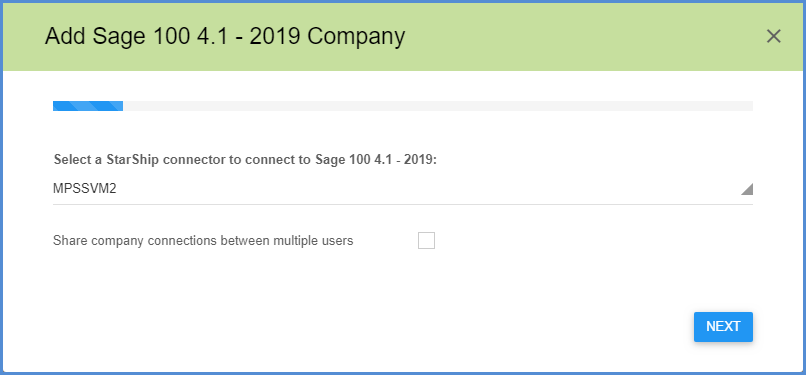 Add Sage 100 4.1 - 2019 Company
Select a StarShip connector to connect to Sage 100 4.1 - 2019:
MPSSVM2
Share company connections between multiple users
NEXT